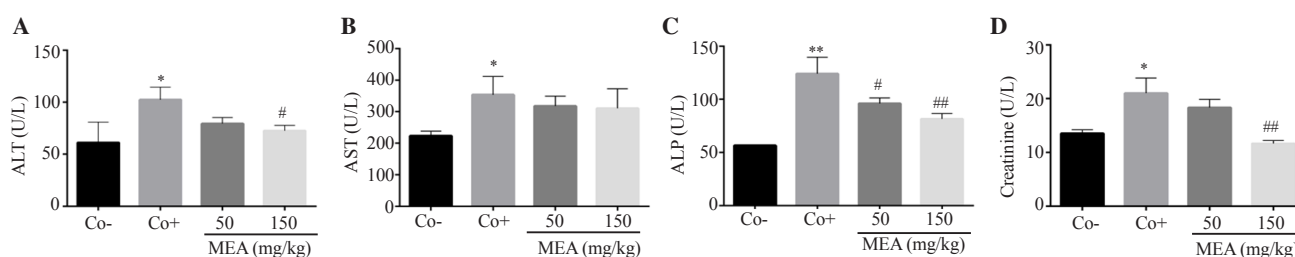 A
ALT (U/L)
150
100
50
0
*
#
Co-
Co+
50
150
MEA (mg/kg)
B
AST (U/L)
500
400
300
200
100
0
*
Co-
Co+
50
150
MEA (mg/kg)
C
ALP (U/L)
150
100
50
0
**
#
##
Co-
Co+
50
150
MEA (mg/kg)
D
Creatinine (U/L)
30
20
10
0
*
##
Co-
Co+
50
150
MEA (mg/kg)